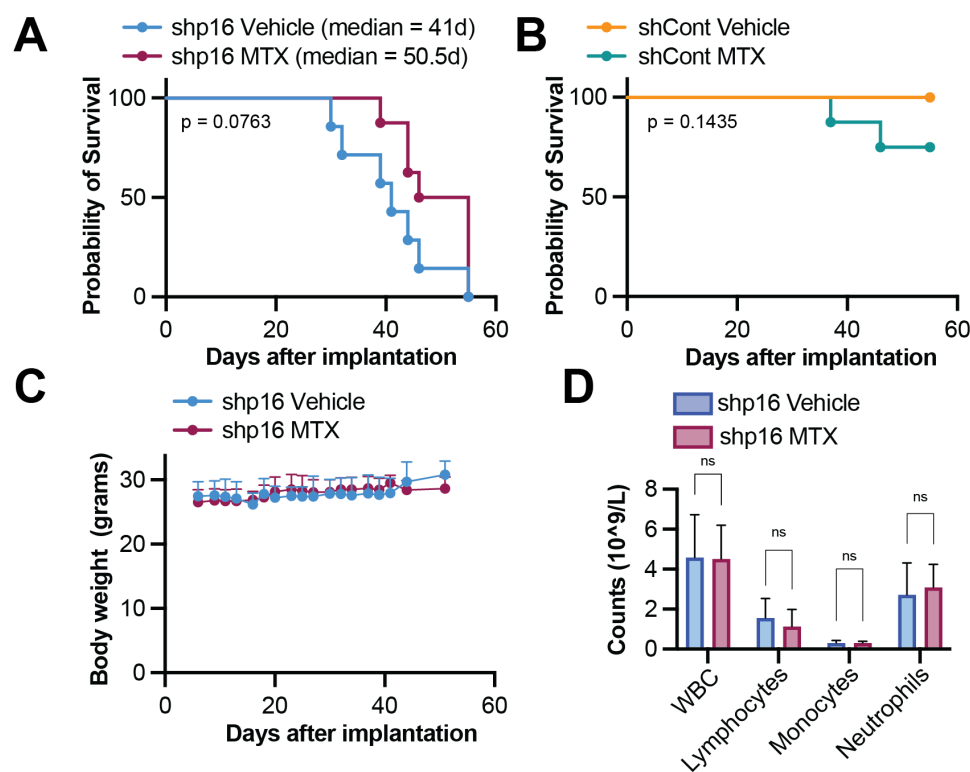 A
shp16 Vehicle (median = 41d)
shp16 MTX (median = 50.5d)
Probability of Survival
100
50
0
p = 0.0763
0 20 40 60
Days after implantation
B
shCont Vehicle
shCont MTX
Probability of Survival
100
50
0
p = 0.1435
0 20 40 60
Days after implantation
C
shp16 Vehicle
shp16 MTX
Body weight (grams)
30
20
10
0
0 20 40 60
Days after implantation
D
shp16 Vehicle
shp16 MTX
Counts (10^9/L)
8
6
4
2
0
ns
ns
ns
ns
WBC
Lymphocytes
Monocytes
Neutrophils